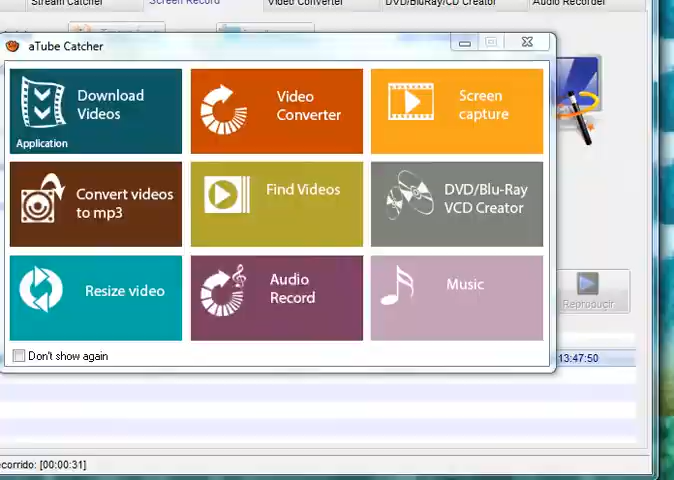 Stream Catcher
Screen Record
Video Converter
DVD/BluRay/CD Creator
Audio Recorder
aTube Catcher
Download
Videos
Application
Video
Converter
Screen
capture
Convert videos
to mp3
Find Videos
DVD/Blu-Ray
VCD Creator
Resize video
Audio
Record
Music
Reproducir
Don't show again
13:47:50
ecorrido: [00:00:31]